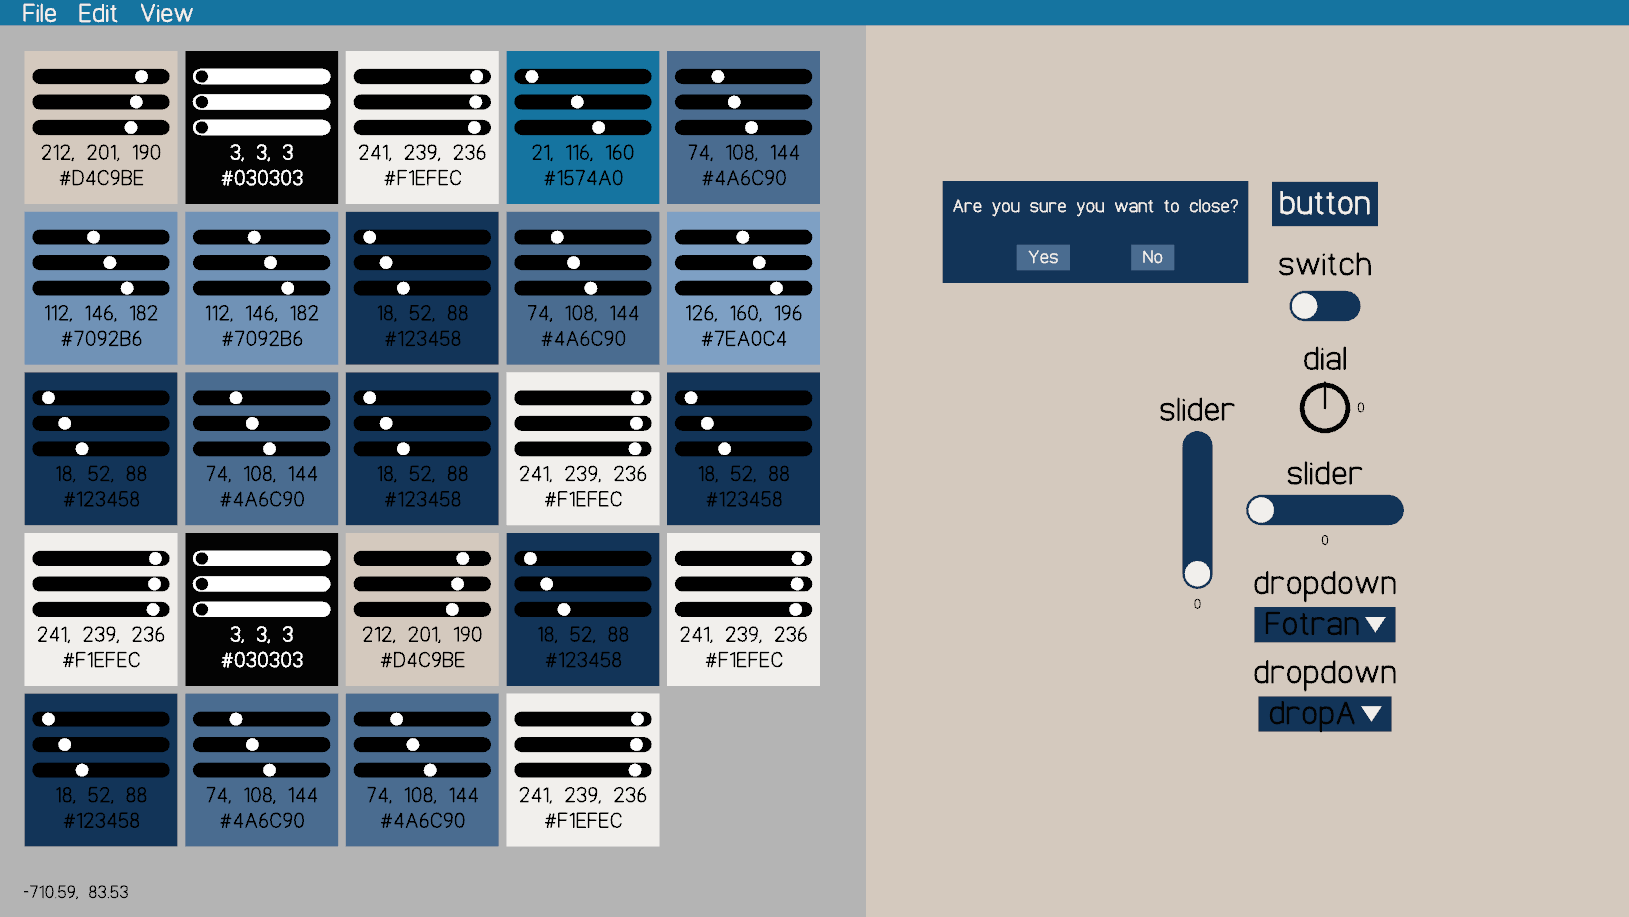 File Edit View
212, 201, 190
#D4C9BE
3, 3, 3
#030303
241, 239, 236
#F1EFEC
21, 116, 160
#1574A0
74, 108, 144
#4A6C90
112, 146, 182
#7092B6
112, 146, 182
#7092B6
18, 52, 88
#123458
74, 108, 144
#4A6C90
126, 160, 196
#7EA0C4
18, 52, 88
#123458
74, 108, 144
#4A6C90
18, 52, 88
#123458
241, 239, 236
#F1EFEC
18, 52, 88
#123458
241, 239, 236
#F1EFEC
3, 3, 3
#030303
212, 201, 190
#D4C9BE
18, 52, 88
#123458
241, 239, 236
#F1EFEC
18, 52, 88
#123458
74, 108, 144
#4A6C90
74, 108, 144
#4A6C90
241, 239, 236
#F1EFEC
-710.59, 83.53
Are you sure you want to close?
Yes No
button
switch
dial
0
slider
0
slider
0
dropdown
Fotran
dropdown
dropA